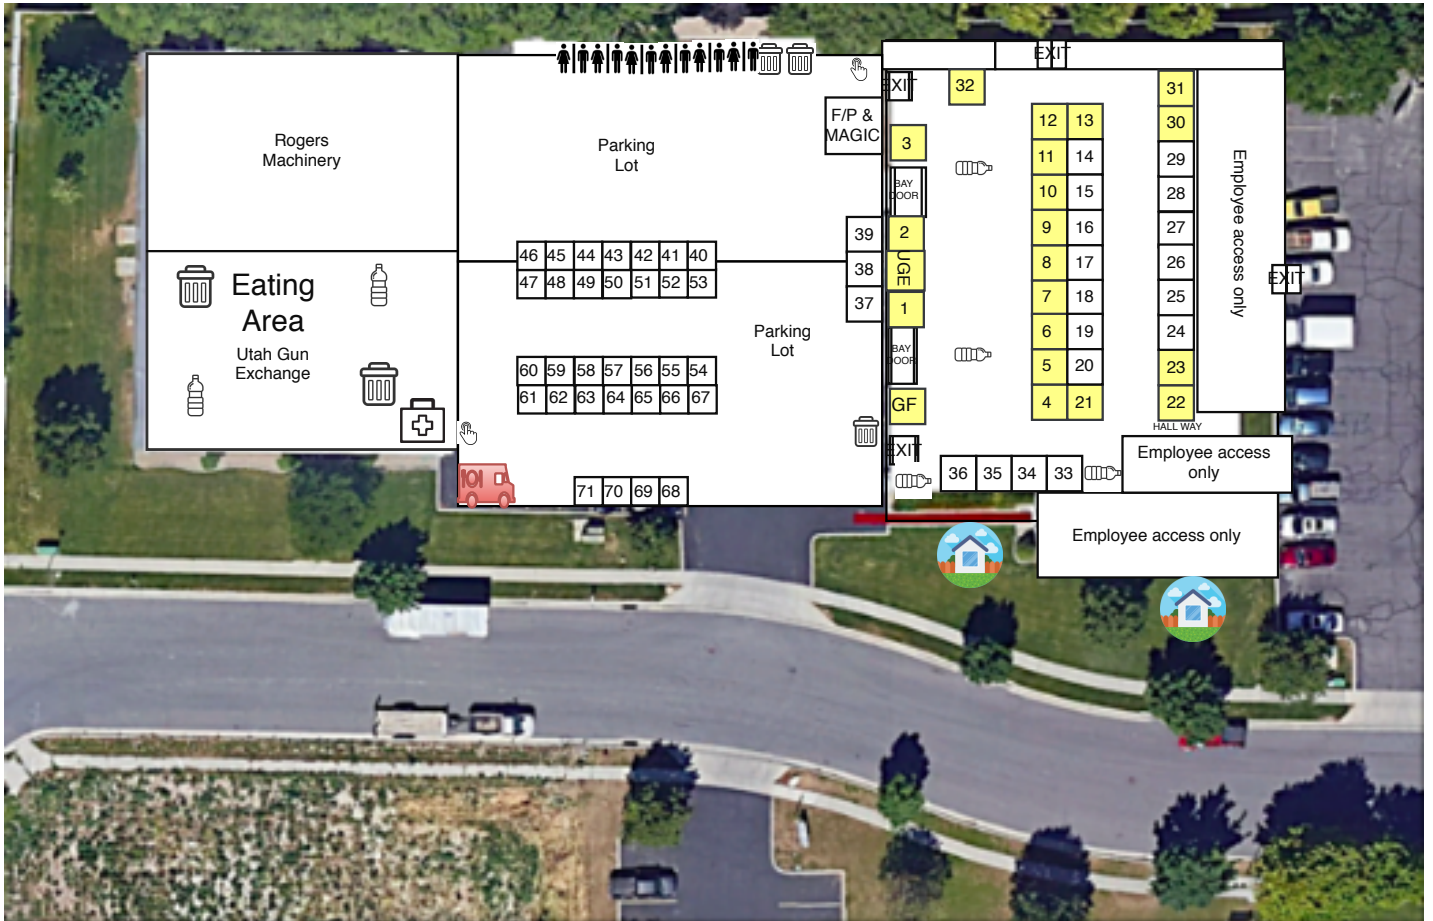 EXIT
EXIT
32
31
F/P &
MAGIC
3
12 13
30
11 14
29
10 15
28
BAY
DOOR
9 16
27
8 17
26
7 18
25
6 19
24
5 20
23
4 21
22
HALL WAY
2
UGE
1
BAY
DOOR
GF
EXIT
36 35 34 33
Employee access only
EXIT
Employee access
only
Employee access only
Rogers
Machinery
Parking
Lot
39
38
37
46 45 44 43 42 41 40
47 48 49 50 51 52 53
Parking
Lot
60 59 58 57 56 55 54
61 62 63 64 65 66 67
71 70 69 68
Eating
Area
Utah Gun
Exchange